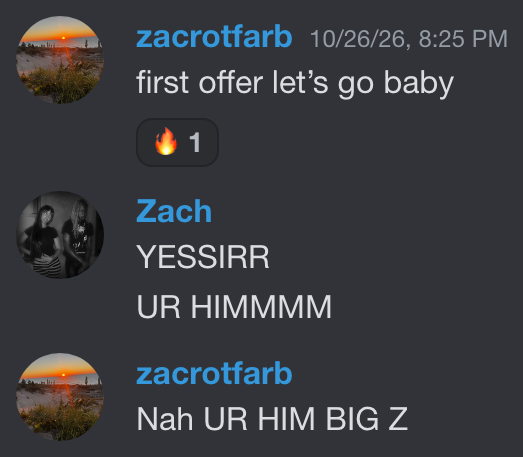 zacrotfarb 10/26/26, 8:25 PM
first offer let’s go baby
🔥 1
Zach
YESSIRR
UR HIMMMM
zacrotfarb
Nah UR HIM BIG Z